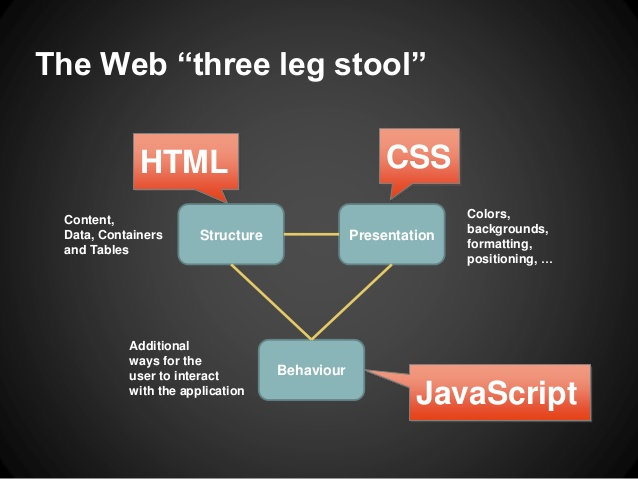 The Web “three leg stool”
HTML
CSS
Content,
Data, Containers
and Tables
Structure
Presentation
Colors,
backgrounds,
formatting,
positioning, …
Additional
ways for the
user to interact
with the application
Behaviour
JavaScript